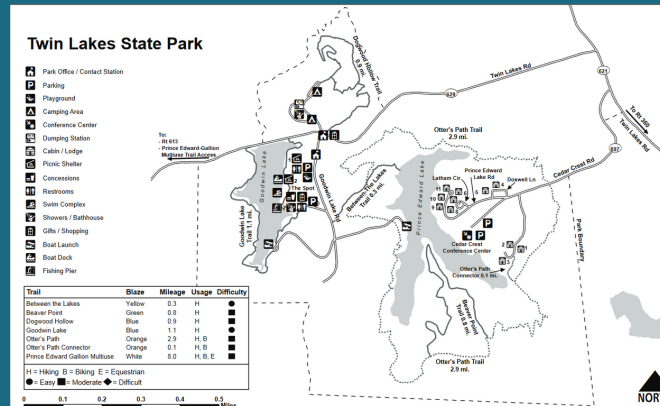 Twin Lakes State Park
Park Office / Contact Station
P Parking
Playground
Camping Area
Conference Center
Dumping Station
Cabin / Lodge
Picnic Shelter
Concessions
Restrooms
Swim Complex
Showers / Bathhouse
Gifts / Shopping
Boat Launch
Boat Dock
Fishing Pier
To:
- Rt 613
- Prince Edward-Gallion
Multiuse Trail Access
Dogwood Hollow Trail
0.9 mi.
629
Twin Lakes Rd
621
To Rt 360
Twin Lakes Rd
697
Cedar Crest Rd
Otter's Path Trail
2.9 mi.
Goodwin Lake
The Spot
Goodwin Lake Rd
Goodwin Lake
Trail 1.1 mi.
Between The Lakes
Trail 0.3 mi.
Prince Edward Lake
Prince Edward
Lake Rd
Latham Cir
Doswell Ln
Cedar Crest
Conference Center
Otter's Path
Connector 0.1 mi.
Park Boundary
Beaver Point
Trail 0.8 mi.
Otter's Path Trail
2.9 mi.
Trail Blaze Mileage Usage Difficulty
Between the Lakes Yellow 0.3 H
Beaver Point Green 0.8 H
Dogwood Hollow Blue 0.9 H
Goodwin Lake Blue 1.1 H
Otter's Path Orange 2.9 H, B
Otter's Path Connector Orange 0.1 H, B
Prince Edward Gallion Multiuse White 8.0 H, B, E
H = Hiking B = Biking E = Equestrian
● = Easy ■ = Moderate ◆ = Difficult
0 0.1 0.2 0.3 0.4 0.5
Miles
NOR